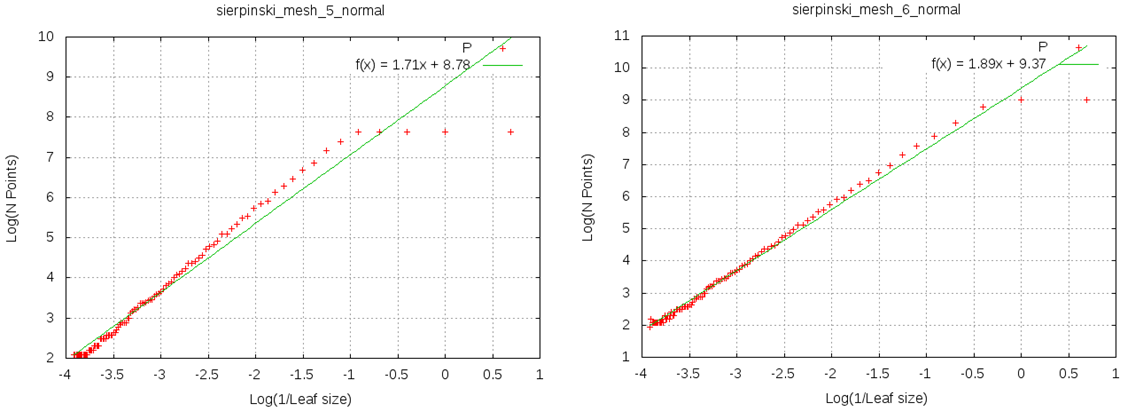 sierpinski_mesh_5_normal
10
9
8
7
6
5
4
3
2
-4 -3.5 -3 -2.5 -2 -1.5 -1 -0.5 0 0.5 1
Log(1/Leaf size)
Log(N Points)
P
f(x) = 1.71x + 8.78
sierpinski_mesh_6_normal
11
10
9
8
7
6
5
4
3
2
1
-4 -3.5 -3 -2.5 -2 -1.5 -1 -0.5 0 0.5 1
Log(1/Leaf size)
Log(N Points)
P
f(x) = 1.89x + 9.37